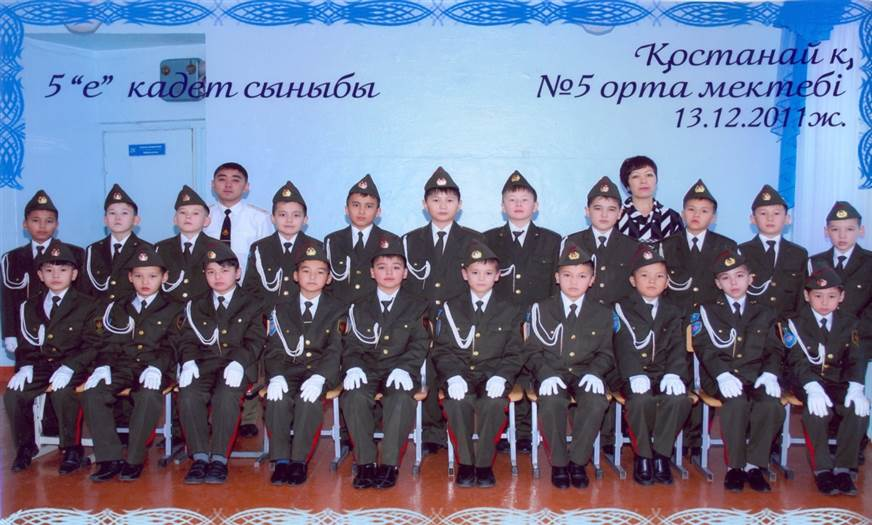 5 “е” кадет сыныбы
Қостанай қ,
№5 орта мектебі
13.12.2011ж.